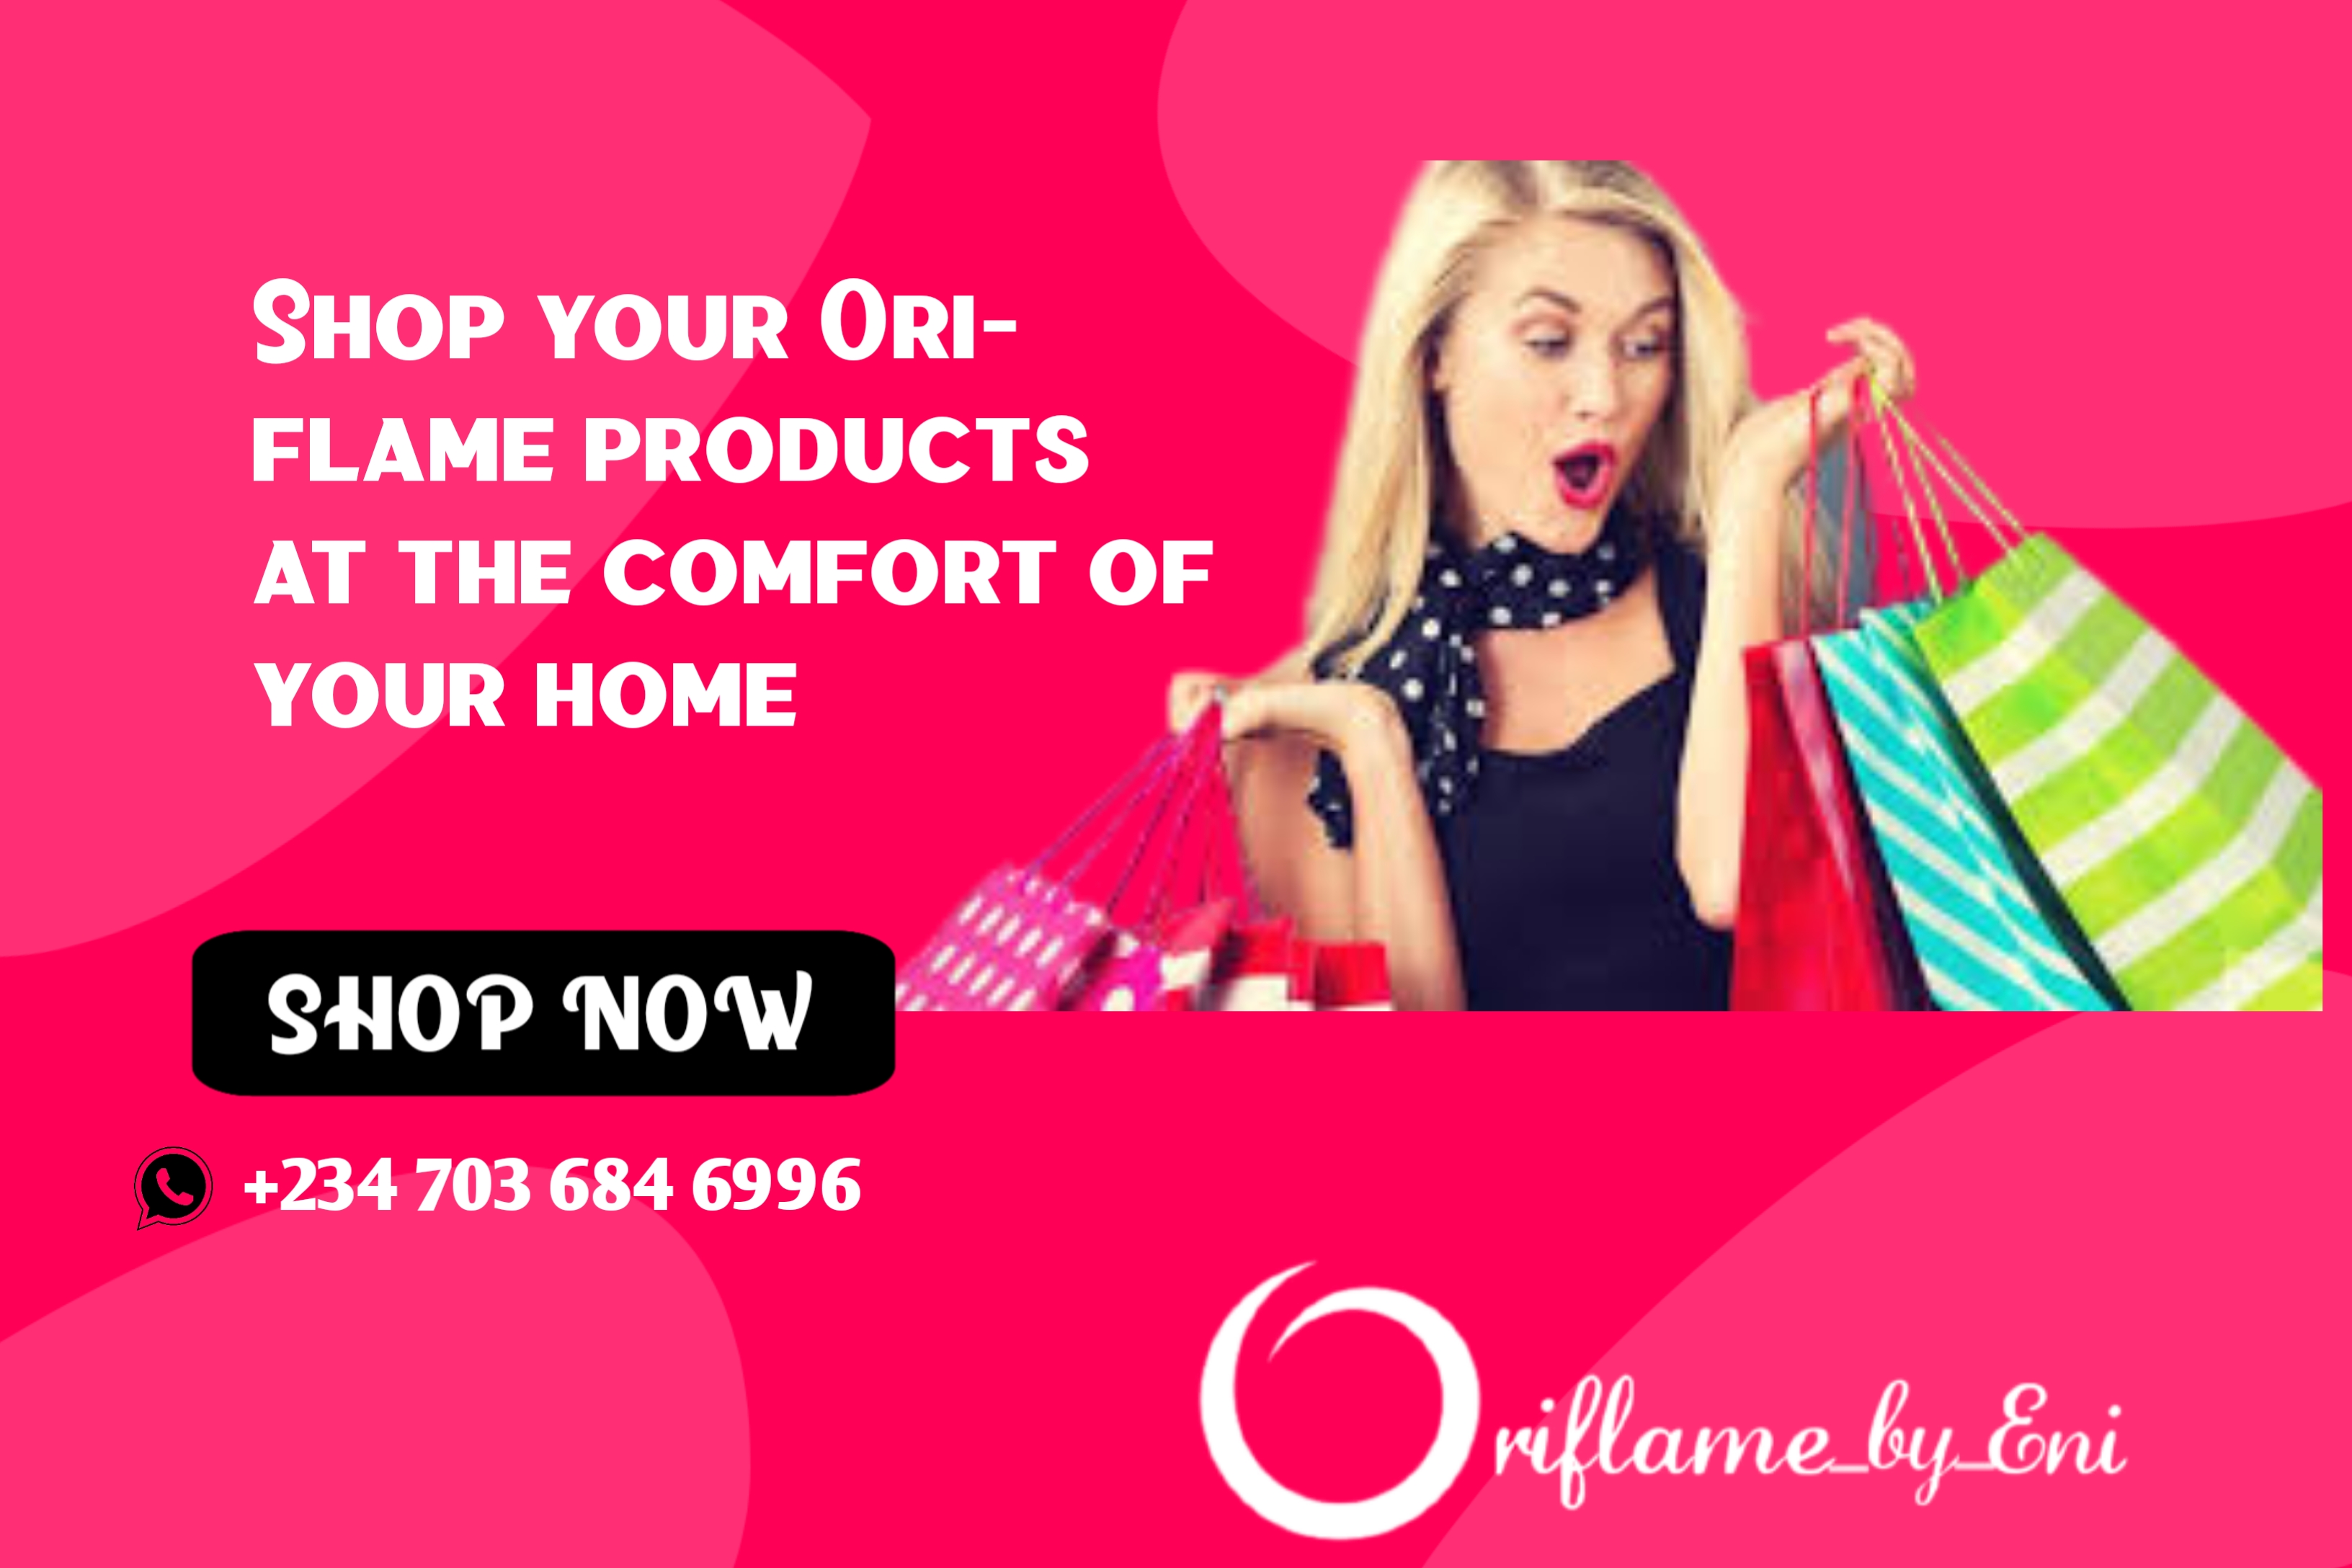 Shop your Ori-
flame products
at the comfort of
your home
SHOP NOW
+234 703 684 6996
Oriflame_by_Eni